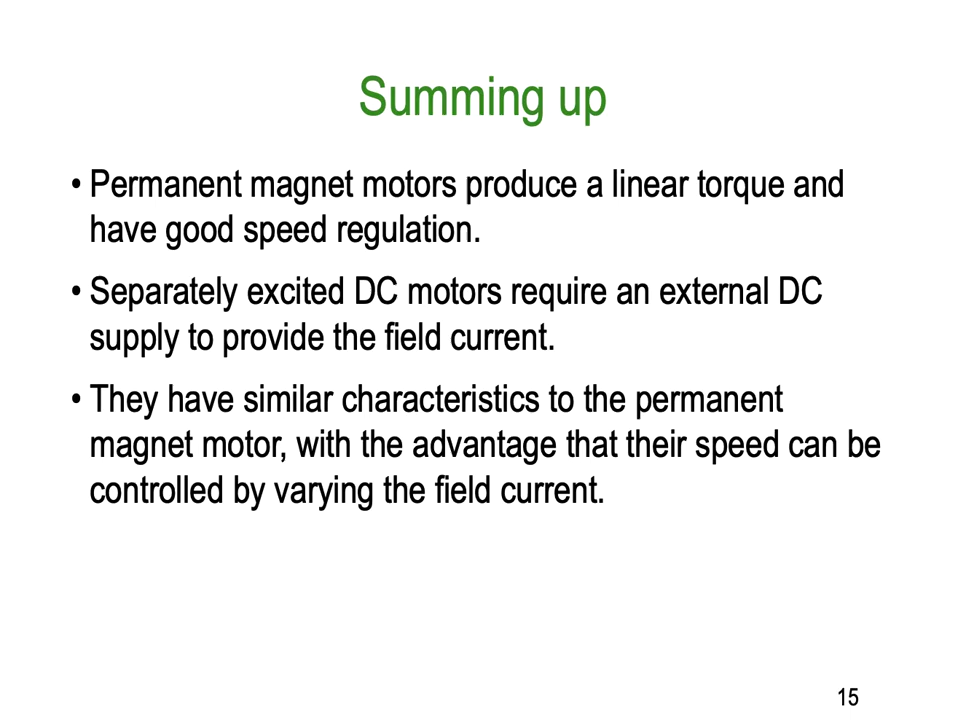 Summing up
• Permanent magnet motors produce a linear torque and
have good speed regulation.
• Separately excited DC motors require an external DC
supply to provide the field current.
• They have similar characteristics to the permanent
magnet motor, with the advantage that their speed can be
controlled by varying the field current.
15